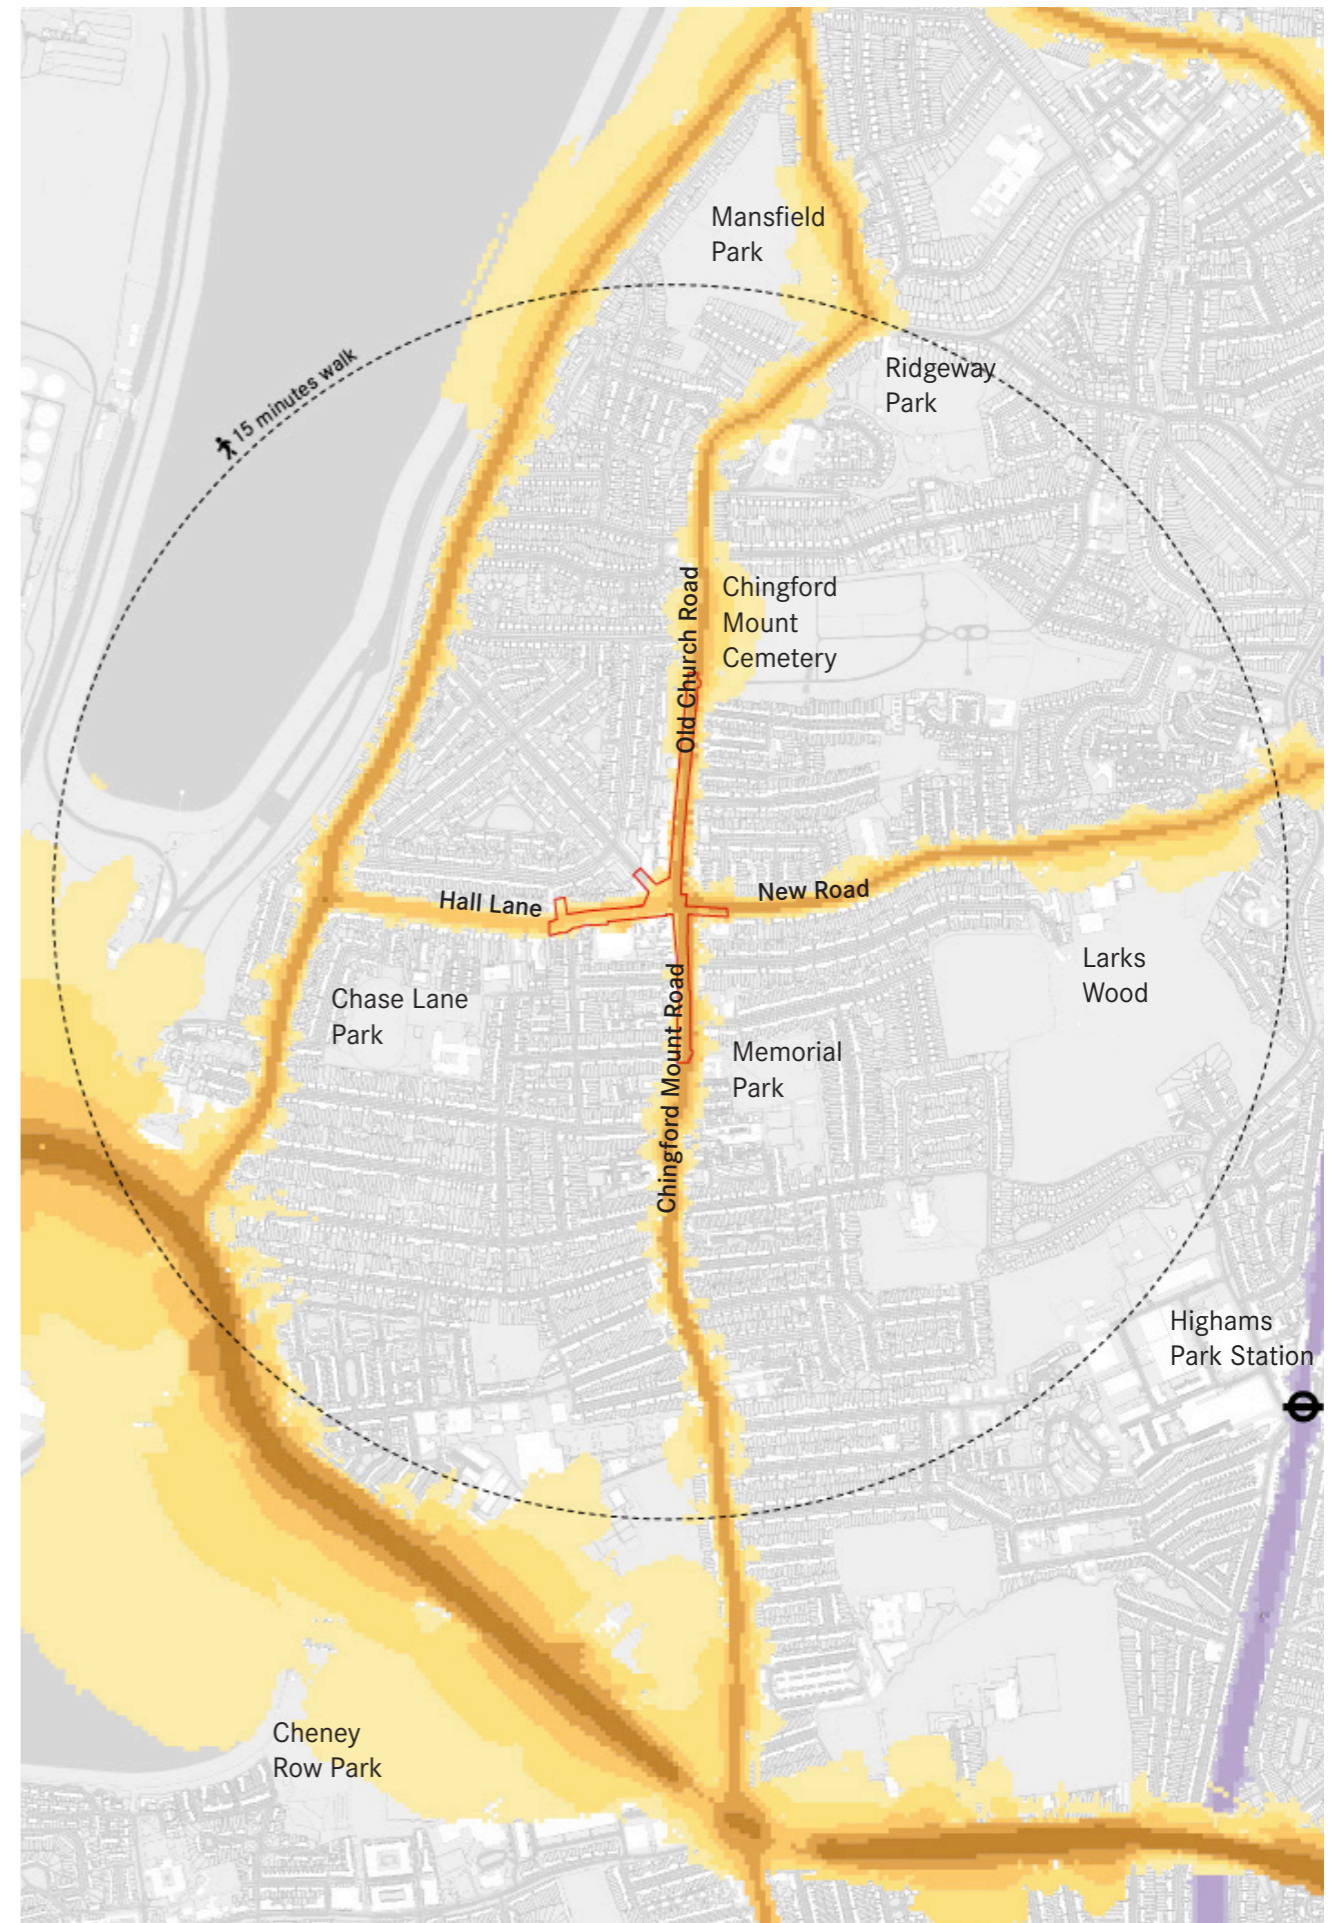 Mansfield
Park
15 minutes walk
Ridgeway
Park
Old Church Road
Chingford
Mount
Cemetery
Hall Lane
New Road
Larks
Wood
Chase Lane
Park
Chingford Mount Road
Memorial
Park
Highams
Park Station
Cheney
Row Park